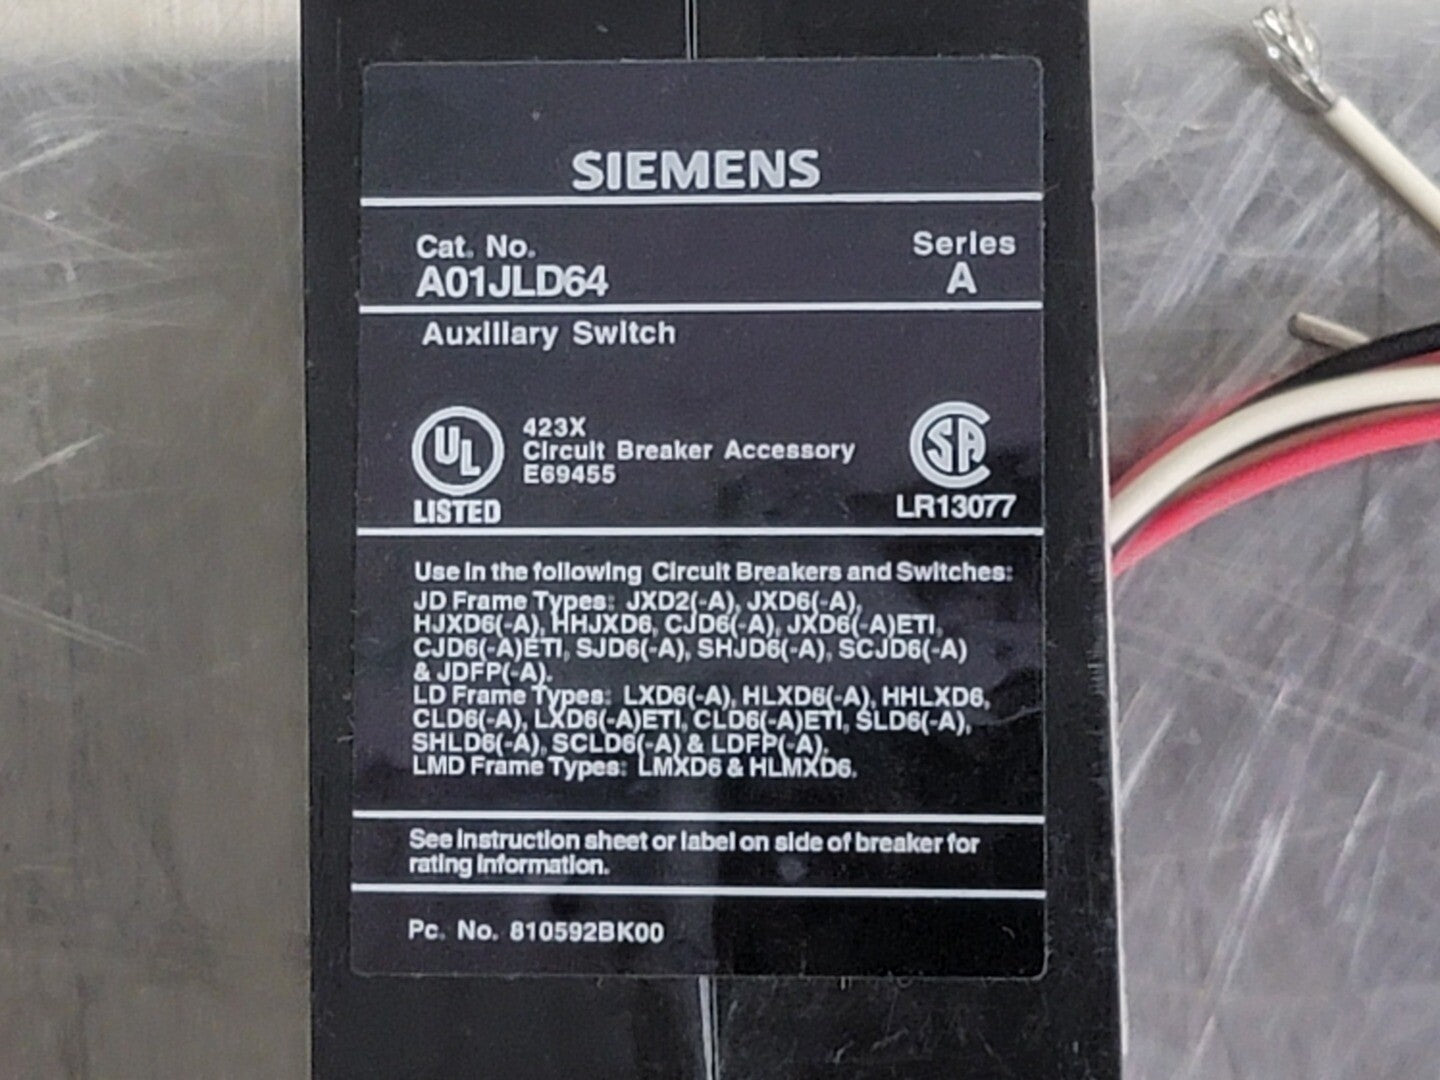 SIEMENS
Cat. No. Series
A01JLD64 A
Auxiliary Switch
UL 423X SA
Circuit Breaker Accessory
E69455
LISTED LR13077
Use in the following Circuit Breakers and Switches:
JD Frame Types: JXD2(-A), JXD6(-A),
HJXD6(-A), HHJXD6, CJD6(-A), JXD6(-A)ETI,
CJD6(-A)ETI, SJD6(-A), SHJD6(-A), SCJD6(-A)
& JDFP(-A).
LD Frame Types: LXD6(-A), HLXD6(-A), HHLXD6,
CLD6(-A), LXD6(-A)ETI, CLD6(-A)ETI, SLD6(-A),
SHLD6(-A), SCLD6(-A) & LDFP(-A).
LMD Frame Types: LMXD6 & HLMXD6.
See instruction sheet or label on side of breaker for
rating information.
Pc. No. 810592BK00